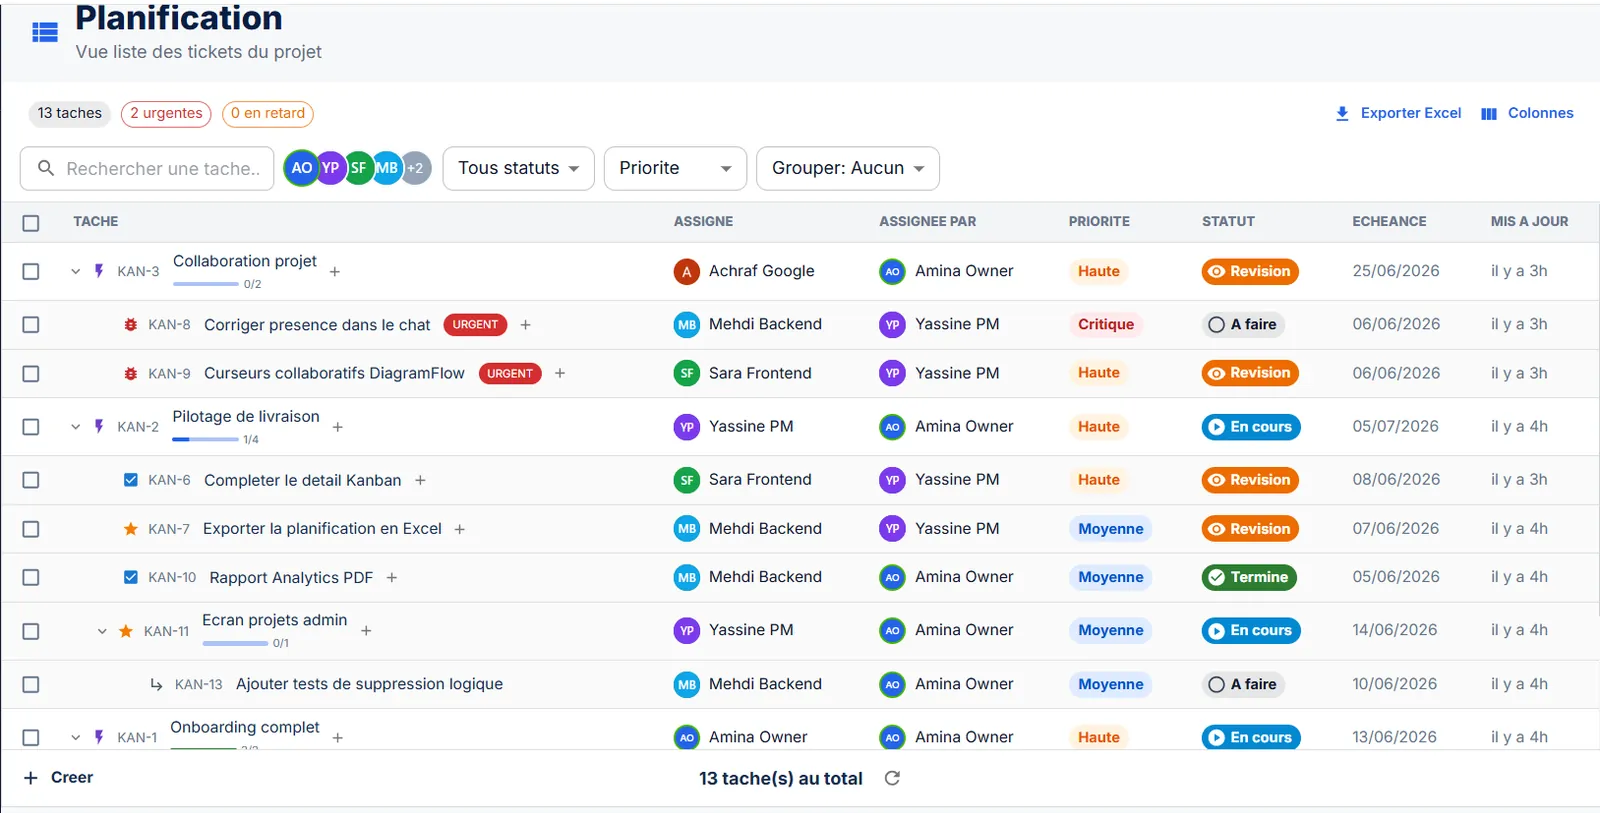 Planification
Vue liste des tickets du projet
13 taches 2 urgentes 0 en retard Exporter Excel Colonnes
Rechercher une tache.. AO YP SF MB +2 Tous statuts Priorite Grouper: Aucun
TACHE ASSIGNE ASSIGNEE PAR PRIORITE STATUT ECHEANCE MIS A JOUR
KAN-3 Collaboration projet 0/2 A Achraf Google AO Amina Owner Haute Revision 25/06/2026 il y a 3h
KAN-8 Corriger presence dans le chat URGENT MB Mehdi Backend YP Yassine PM Critique A faire 06/06/2026 il y a 3h
KAN-9 Curseurs collaboratifs DiagramFlow URGENT SF Sara Frontend YP Yassine PM Haute Revision 06/06/2026 il y a 3h
KAN-2 Pilotage de livraison 1/4 YP Yassine PM AO Amina Owner Haute En cours 05/07/2026 il y a 4h
KAN-6 Completer le detail Kanban SF Sara Frontend YP Yassine PM Haute Revision 08/06/2026 il y a 3h
KAN-7 Exporter la planification en Excel MB Mehdi Backend YP Yassine PM Moyenne Revision 07/06/2026 il y a 4h
KAN-10 Rapport Analytics PDF MB Mehdi Backend AO Amina Owner Moyenne Termine 05/06/2026 il y a 4h
KAN-11 Ecran projets admin 0/1 YP Yassine PM AO Amina Owner Moyenne En cours 14/06/2026 il y a 4h
KAN-13 Ajouter tests de suppression logique MB Mehdi Backend AO Amina Owner Moyenne A faire 10/06/2026 il y a 4h
KAN-1 Onboarding complet AO Amina Owner AO Amina Owner Haute En cours 13/06/2026 il y a 4h
+ Creer 13 tache(s) au total